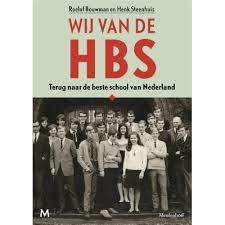 Roelof Bouwman en Henk Steenhuis
WIJ VAN DE
HBS
Terug naar de beste school van Nederland
M
Meulenhoff